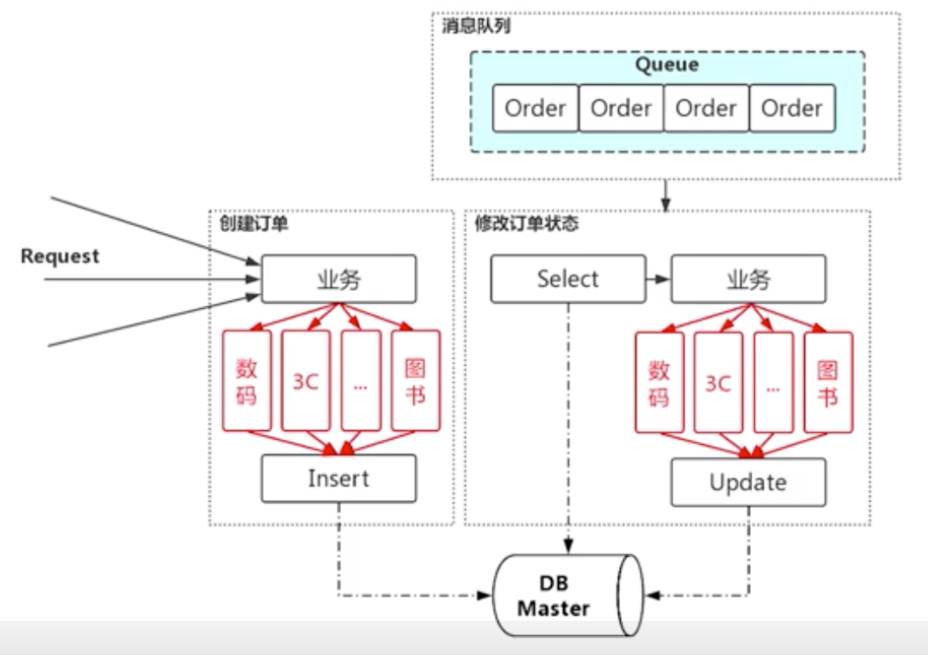 消息队列
Queue
Order Order Order Order
创建订单
修改订单状态
Request
业务
Select
业务
数码
3C
...
图书
数码
3C
...
图书
Insert
Update
DB
Master